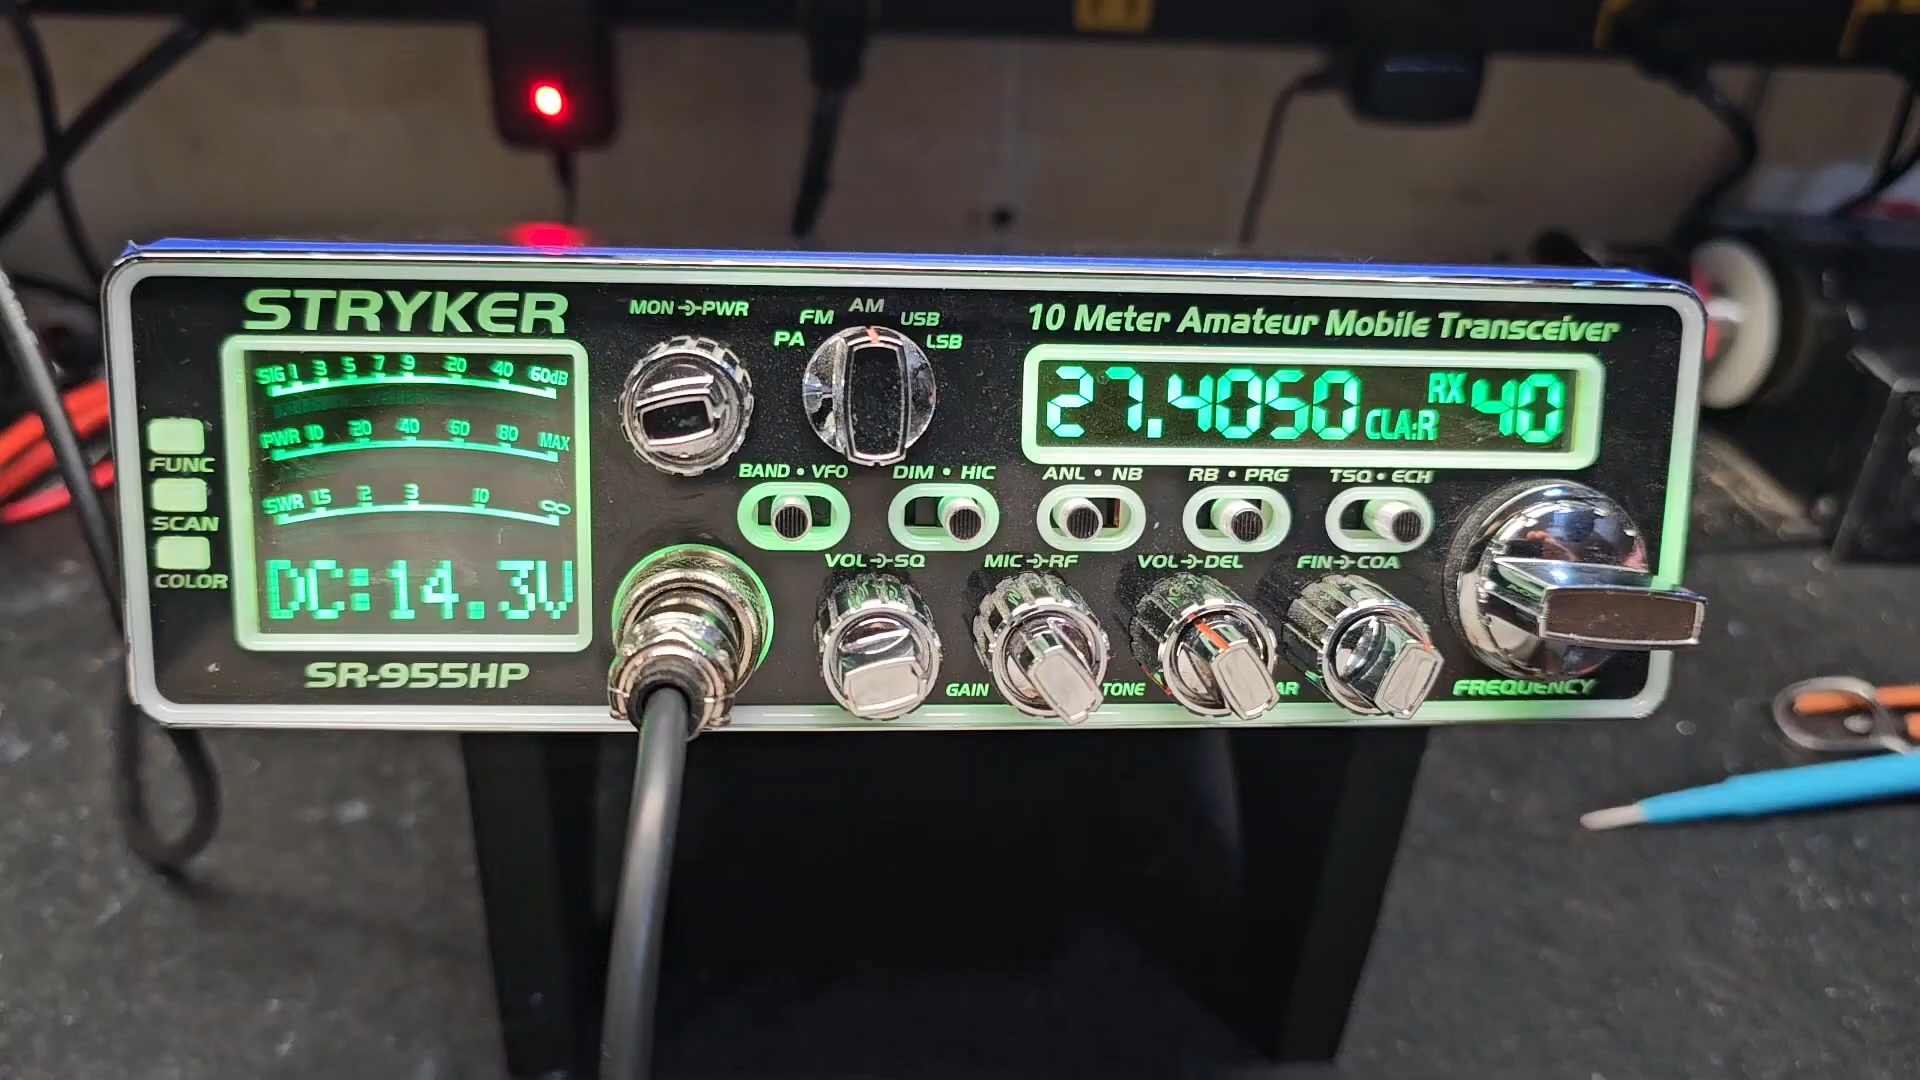 STRYKER
SIG 1 3 5 7 9 20 40 60dB
PWR 10 20 40 60 80 MAX
SWR 1.5 2 3 10 ∞
DC:14.3V
SR-955HP
FUNC
SCAN
COLOR
MON PWR
PA FM AM USB LSB
10 Meter Amateur Mobile Transceiver
27.4050 CLA:R RX 40
BAND • VFO DIM • HIC ANL • NB RB • PRG TSQ • ECH
VOL SQ MIC RF VOL DEL FIN COA
GAIN TONE FREQUENCY